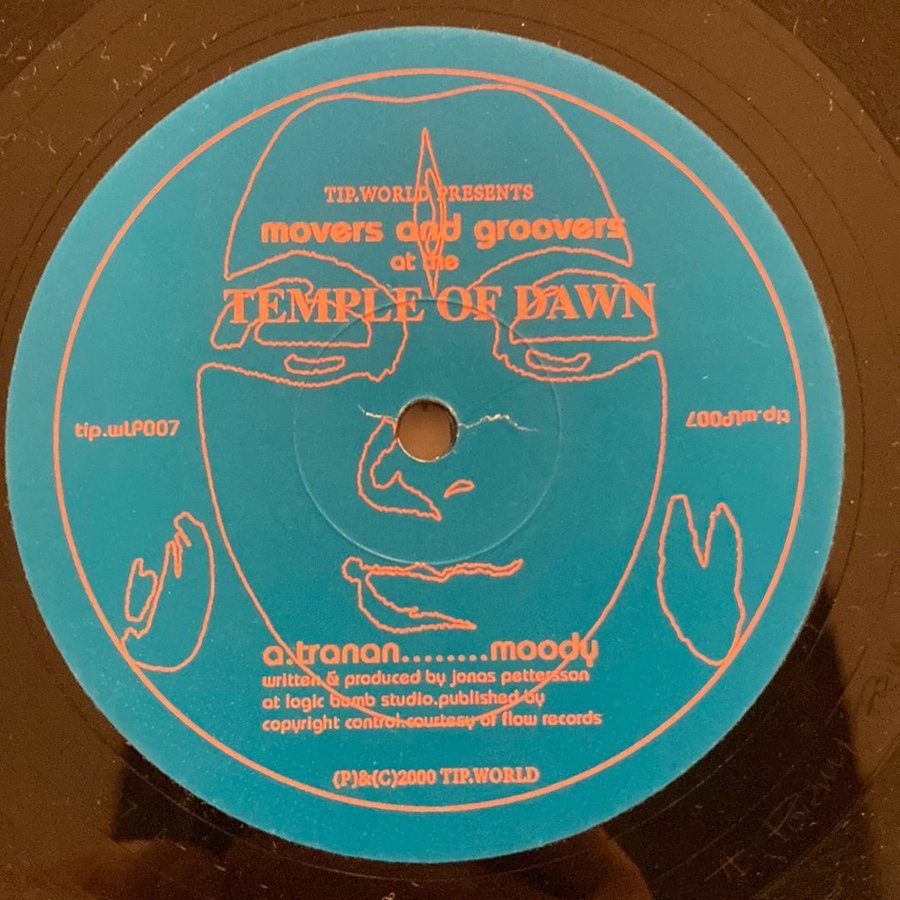 TIP.WORLD PRESENTS
movers and groovers
at the
TEMPLE OF DAWN
tip.wLP007
tip.wLP007
a.tranan........moody
written & produced by jonas pettersson
at logic bomb studio.published by
copyright control.courtesy of flow records
(P)&(C)2000 TIP.WORLD